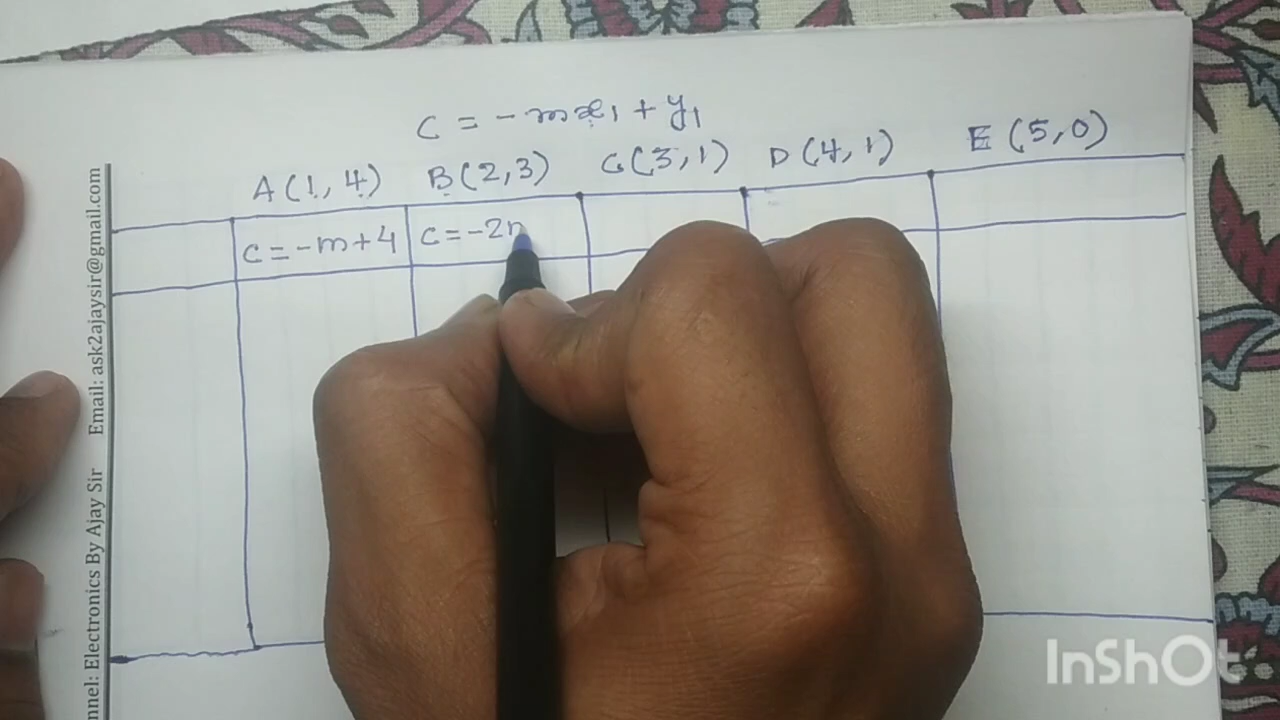 C = -mx₁ + y₁
A(1, 4) B(2,3) C(3,1) D(4,1) E(5,0)
C=-m+4 C=-2m
Email: ask2ajaysir@gmail.com
nnel: Electronics By Ajay Sir
InShOt